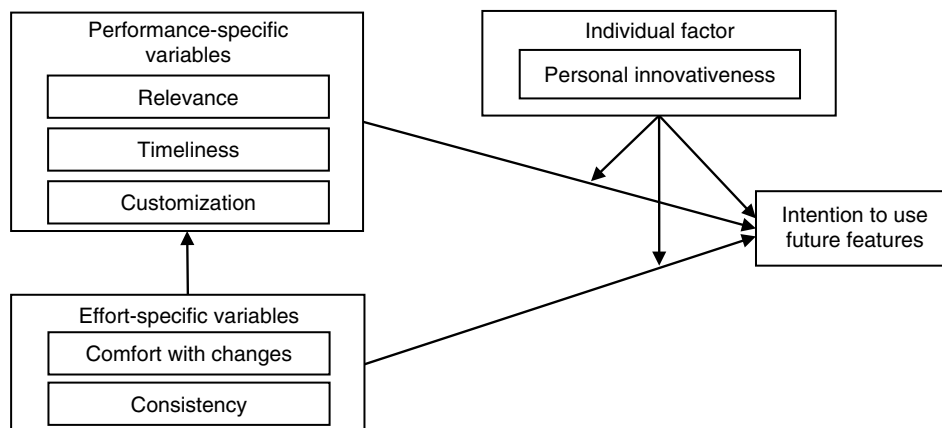 Performance-specific
variables
Relevance
Timeliness
Customization
Individual factor
Personal innovativeness
Intention to use
future features
Effort-specific variables
Comfort with changes
Consistency